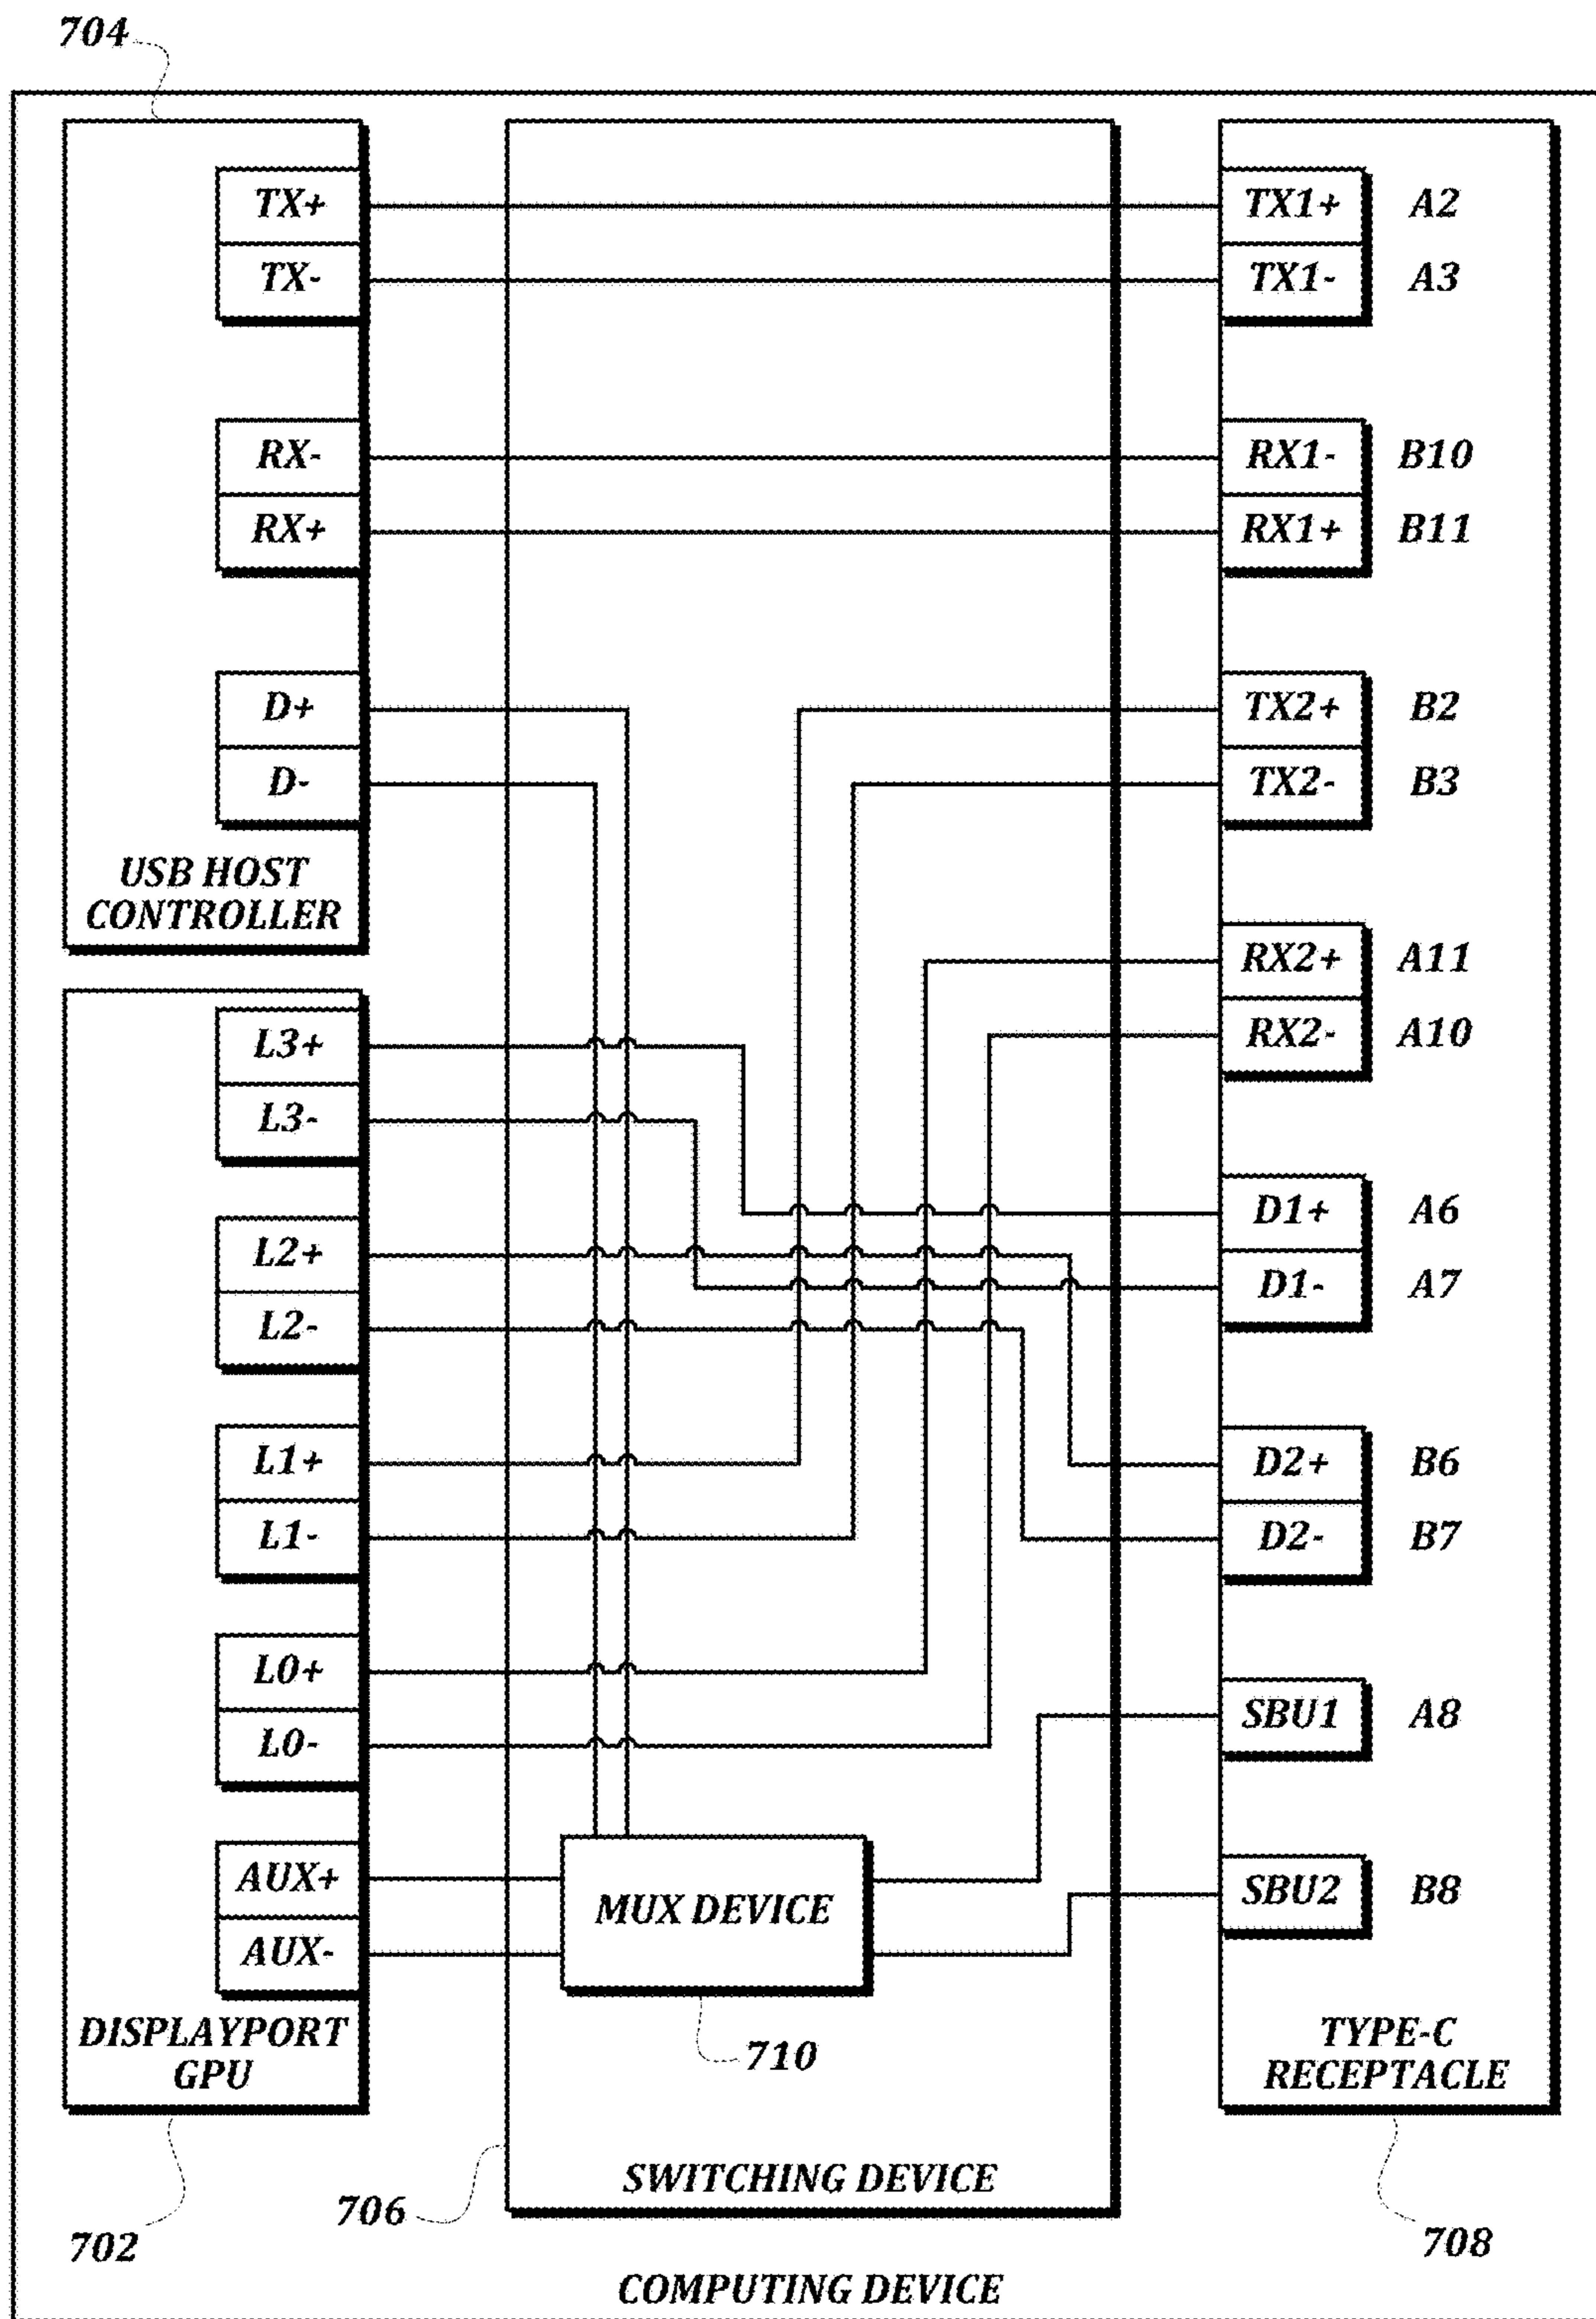 704
TX+
TX-
RX-
RX+
D+
D-
USB HOST
CONTROLLER
L3+
L3-
L2+
L2-
L1+
L1-
L0+
L0-
AUX+
AUX-
DISPLAYPORT
GPU
702
MUX DEVICE
710
SWITCHING DEVICE
706
TX1+ A2
TX1- A3
RX1- B10
RX1+ B11
TX2+ B2
TX2- B3
RX2+ A11
RX2- A10
D1+ A6
D1- A7
D2+ B6
D2- B7
SBU1 A8
SBU2 B8
TYPE-C
RECEPTACLE
708
COMPUTING DEVICE